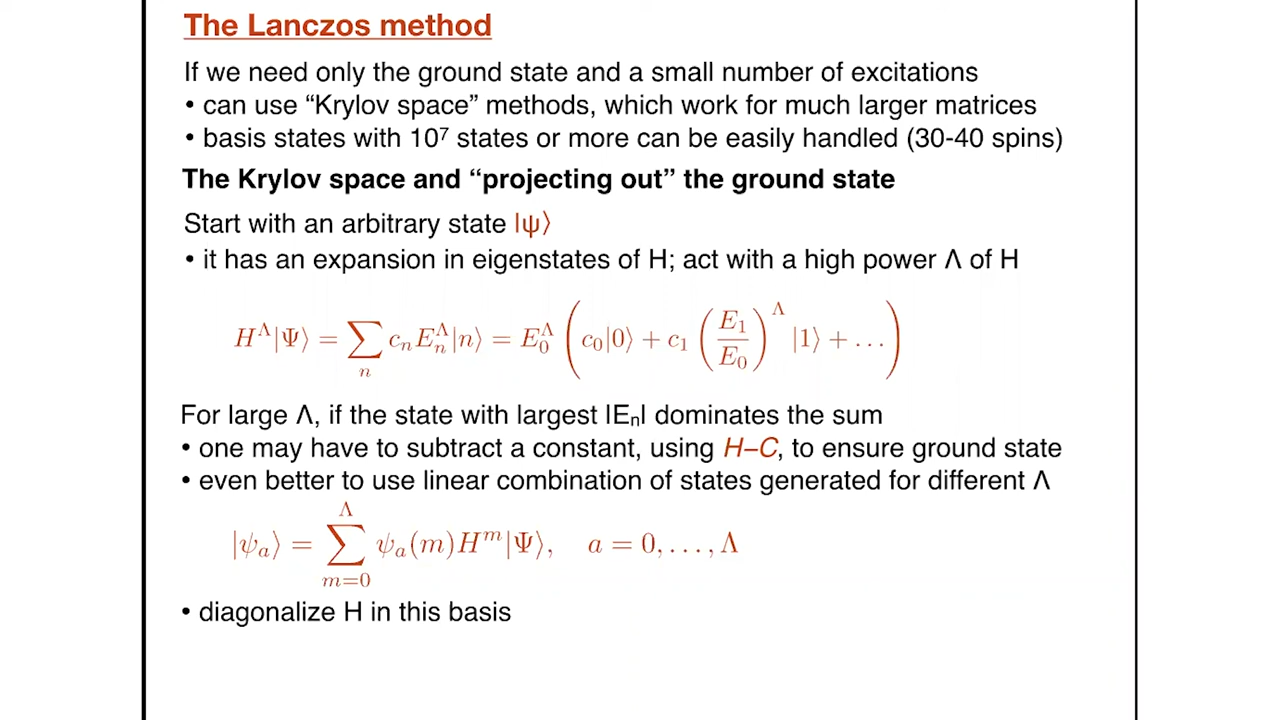 The Lanczos method
If we need only the ground state and a small number of excitations
• can use “Krylov space” methods, which work for much larger matrices
• basis states with 10⁷ states or more can be easily handled (30-40 spins)
The Krylov space and “projecting out” the ground state
Start with an arbitrary state |ψ⟩
• it has an expansion in eigenstates of H; act with a high power Λ of H
H^Λ|Ψ⟩ = ∑_n c_n E_n^Λ|n⟩ = E_0^Λ (c_0|0⟩ + c_1 (E_1/E_0)^Λ |1⟩ + …)
For large Λ, if the state with largest |Eₙ| dominates the sum
• one may have to subtract a constant, using H–C, to ensure ground state
• even better to use linear combination of states generated for different Λ
|ψ_a⟩ = ∑_{m=0}^{Λ} ψ_a(m)H^m|Ψ⟩, a = 0, …, Λ
• diagonalize H in this basis